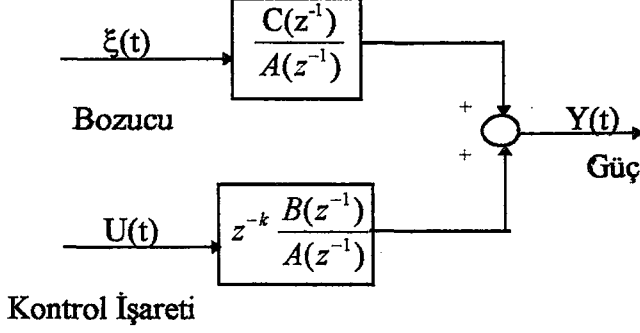 ξ(t)
C(z⁻¹)
A(z⁻¹)
Bozucu
+
+
Y(t)
Güç
U(t)
z⁻ᵏ B(z⁻¹)
A(z⁻¹)
Kontrol İşareti